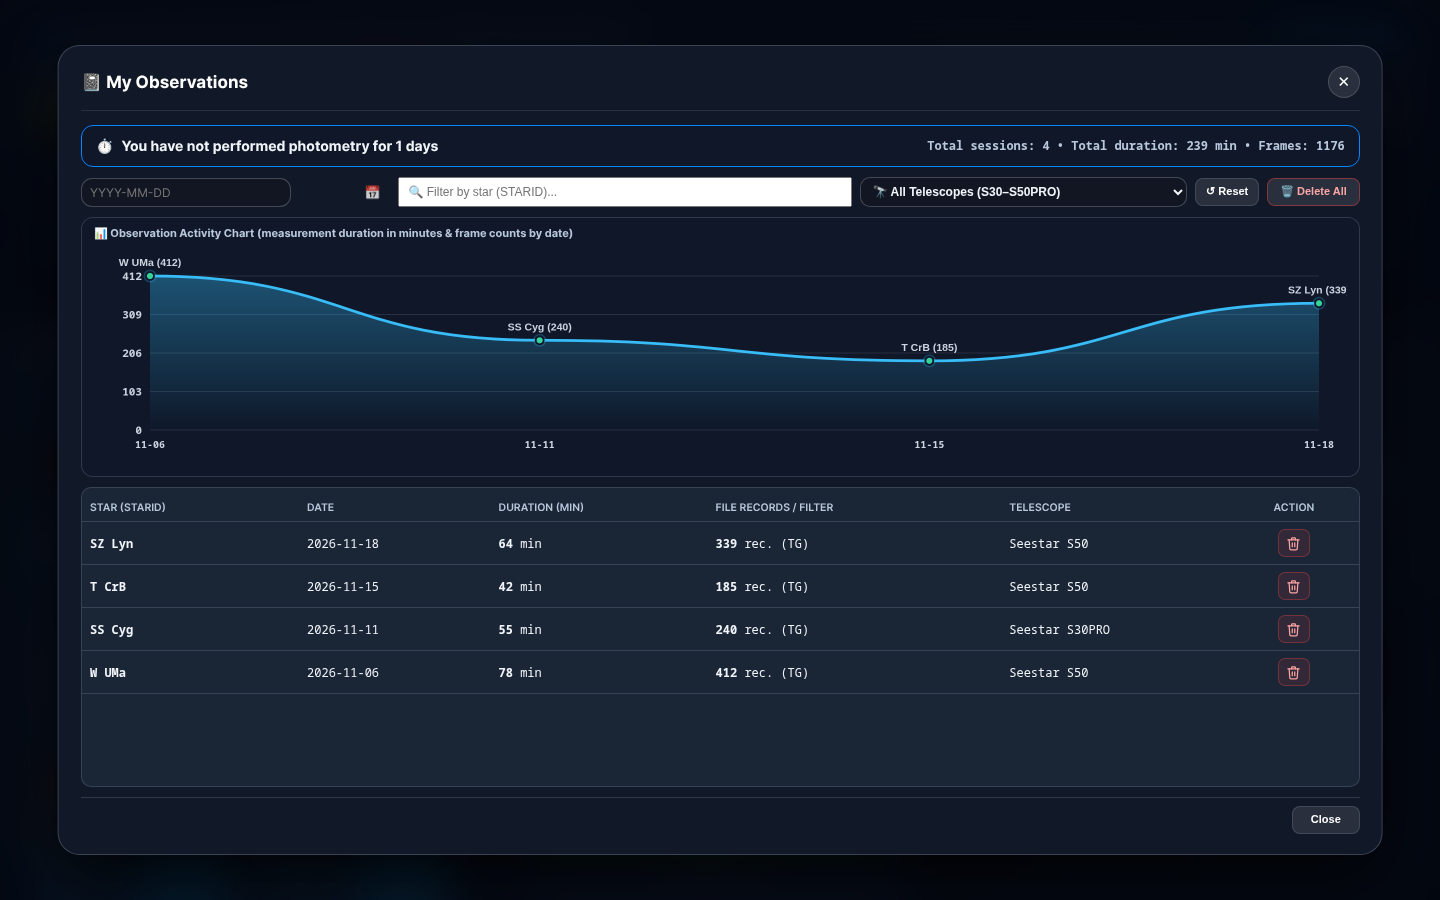 📓 My Observations
✕
⏱️ You have not performed photometry for 1 days
Total sessions: 4 • Total duration: 239 min • Frames: 1176
YYYY-MM-DD
🔍 Filter by star (STARID)...
🔭 All Telescopes (S30–S50PRO)
↺ Reset
🗑️ Delete All
📊 Observation Activity Chart (measurement duration in minutes & frame counts by date)
W UMa (412)
SS Cyg (240)
T CrB (185)
SZ Lyn (339
412
309
206
103
0
11-06 11-11 11-15 11-18
STAR (STARID) DATE DURATION (MIN) FILE RECORDS / FILTER TELESCOPE ACTION
SZ Lyn 2026-11-18 64 min 339 rec. (TG) Seestar S50
T CrB 2026-11-15 42 min 185 rec. (TG) Seestar S50
SS Cyg 2026-11-11 55 min 240 rec. (TG) Seestar S30PRO
W UMa 2026-11-06 78 min 412 rec. (TG) Seestar S50
Close